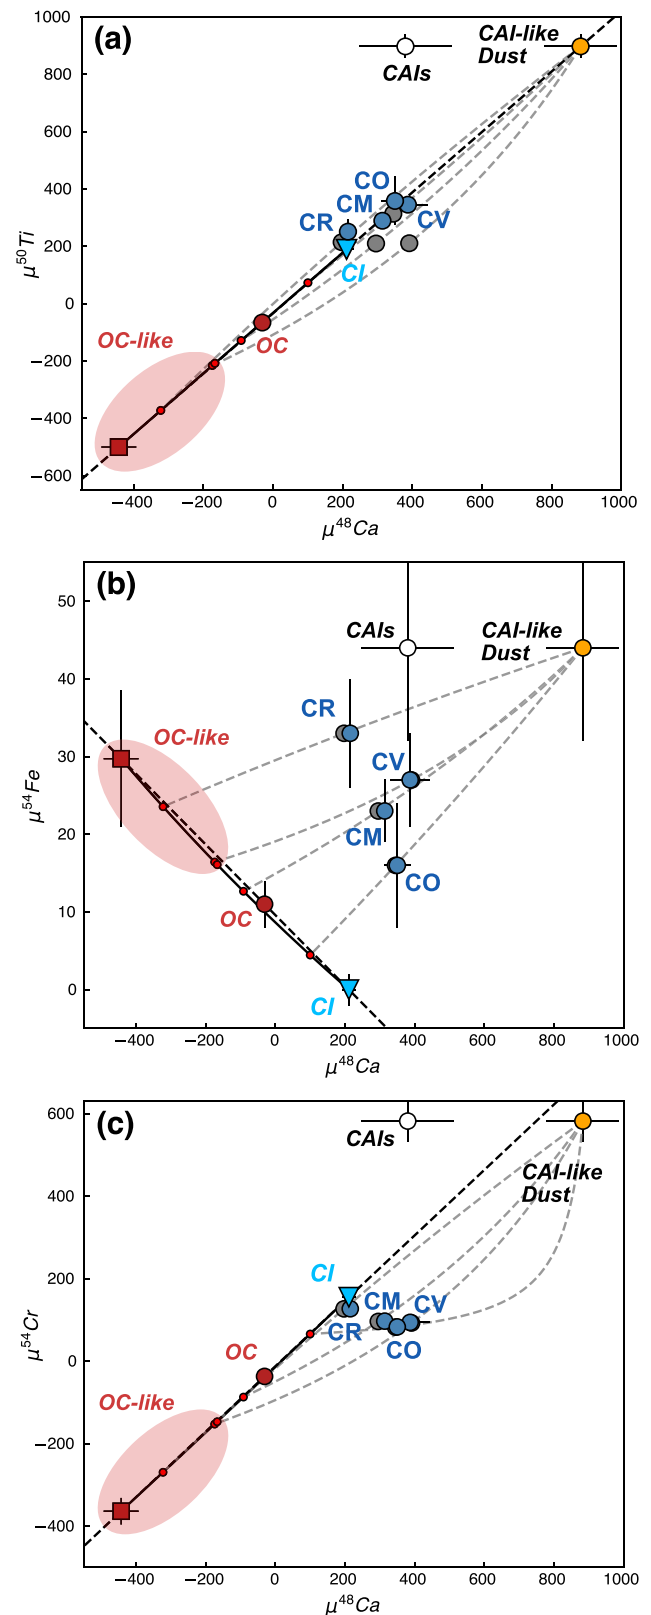 (a)
1000
800
600
400
200
0
−200
−400
−600
μ⁵⁰Ti
CAIs
CAI-like
Dust
CO
CM
CR
CV
CI
OC
OC-like
−400 −200 0 200 400 600 800 1000
μ⁴⁸Ca
(b)
50
40
30
20
10
0
μ⁵⁴Fe
CAIs
CAI-like
Dust
CR
OC-like
CV
CM
CO
OC
CI
−400 −200 0 200 400 600 800 1000
μ⁴⁸Ca
(c)
600
400
200
0
−200
−400
μ⁵⁴Cr
CAIs
CAI-like
Dust
CI
CM
CV
CR
CO
OC
OC-like
−400 −200 0 200 400 600 800 1000
μ⁴⁸Ca